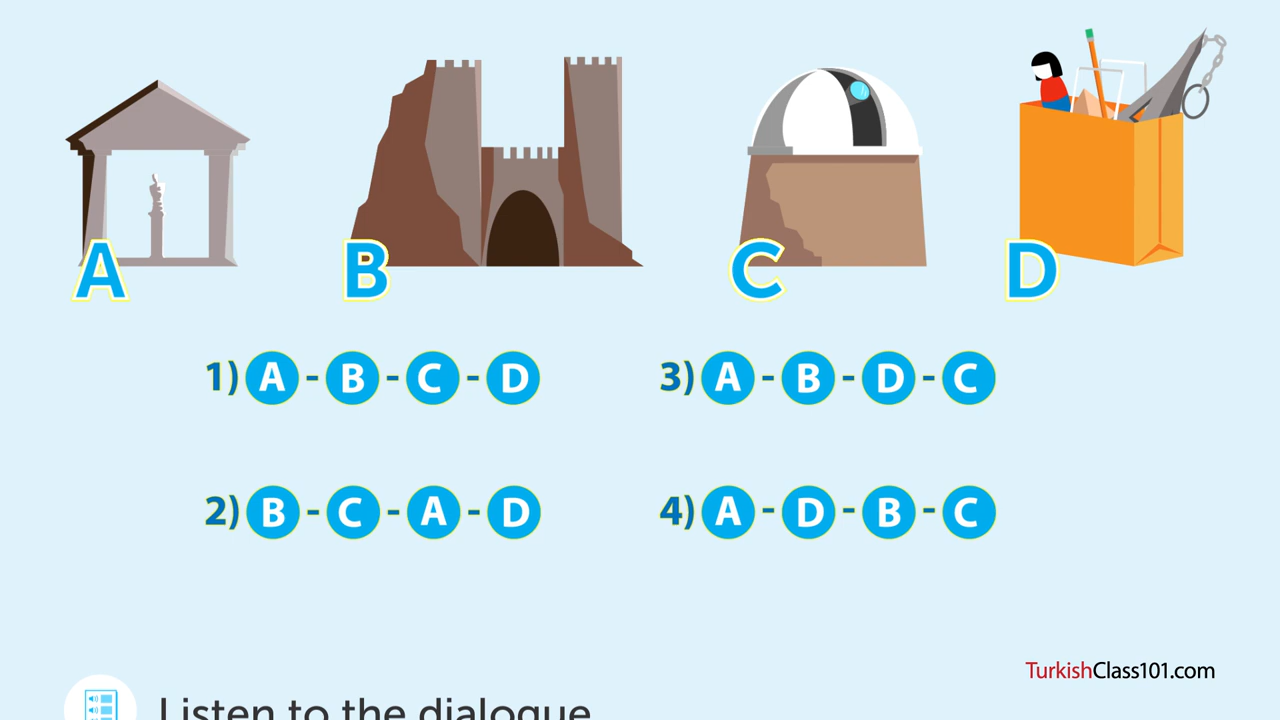 A B C D
1) A - B - C - D
3) A - B - D - C
2) B - C - A - D
4) A - D - B - C
TurkishClass101.com
Listen to the dialogue